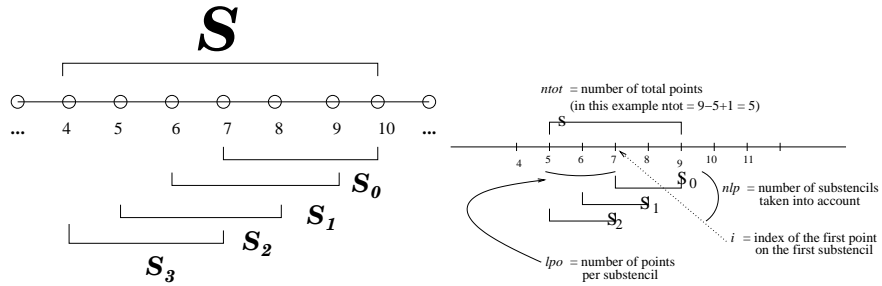 S
... 4 5 6 7 8 9 10 ...
S0
S1
S2
S3
ntot = number of total points
(in this example ntot = 9−5+1 = 5)
S
4 5 6 7 8 9 10 11
S0
S1
S2
nlp = number of substencils
taken into account
i = index of the first point
on the first substencil
lpo = number of points
per substencil